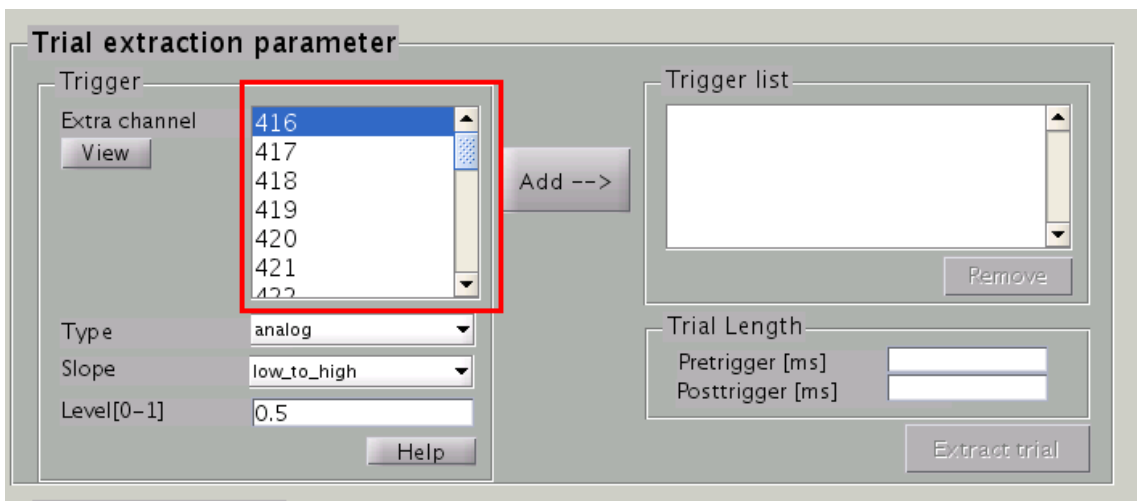 Trial extraction parameter
Trigger
Extra channel
View
416
417
418
419
420
421
422
Add -->
Type
analog
Slope
low_to_high
Level[0-1]
0.5
Help
Trigger list
Remove
Trial Length
Pretrigger [ms]
Posttrigger [ms]
Extract trial